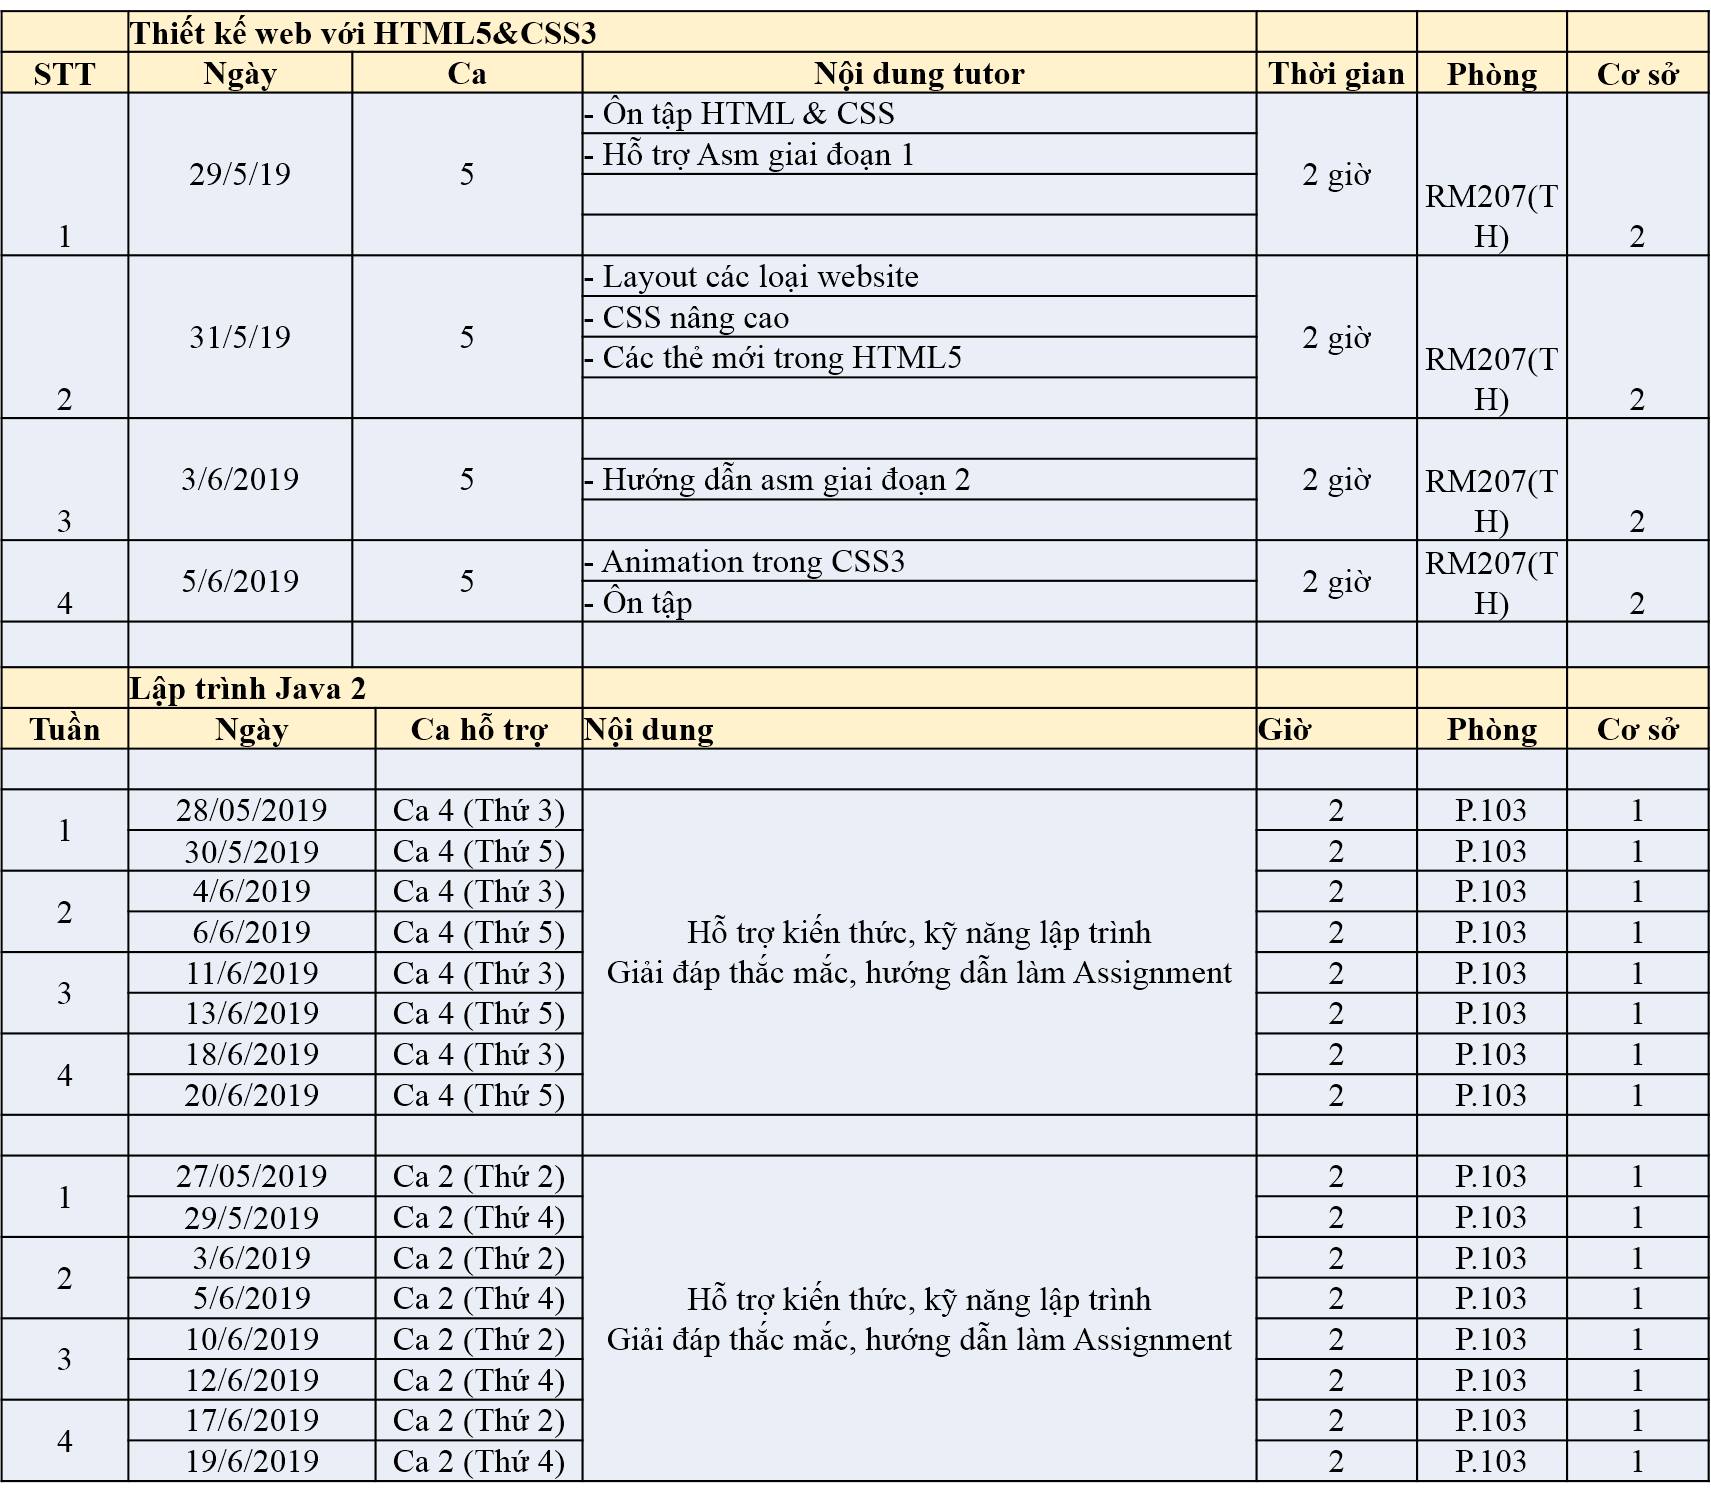 Thiết kế web với HTML5&CSS3
STT Ngày Ca Nội dung tutor Thời gian Phòng Cơ sở
- Ôn tập HTML & CSS
- Hỗ trợ Asm giai đoạn 1
29/5/19 5 2 giờ
RM207(T
1 H) 2
- Layout các loại website
- CSS nâng cao
31/5/19 5 2 giờ
- Các thẻ mới trong HTML5 RM207(T
2 H) 2
3/6/2019 5 - Hướng dẫn asm giai đoạn 2 2 giờ RM207(T
3 H) 2
- Animation trong CSS3 RM207(T
5/6/2019 5 2 giờ
4 - Ôn tập H) 2
Lập trình Java 2
Tuần Ngày Ca hỗ trợ Nội dung Giờ Phòng Cơ sở
1 28/05/2019 Ca 4 (Thứ 3) 2 P.103 1
30/5/2019 Ca 4 (Thứ 5) 2 P.103 1
2 4/6/2019 Ca 4 (Thứ 3) 2 P.103 1
6/6/2019 Ca 4 (Thứ 5) Hỗ trợ kiến thức, kỹ năng lập trình 2 P.103 1
3 11/6/2019 Ca 4 (Thứ 3) Giải đáp thắc mắc, hướng dẫn làm Assignment 2 P.103 1
13/6/2019 Ca 4 (Thứ 5) 2 P.103 1
4 18/6/2019 Ca 4 (Thứ 3) 2 P.103 1
20/6/2019 Ca 4 (Thứ 5) 2 P.103 1
1 27/05/2019 Ca 2 (Thứ 2) 2 P.103 1
29/5/2019 Ca 2 (Thứ 4) 2 P.103 1
2 3/6/2019 Ca 2 (Thứ 2) 2 P.103 1
5/6/2019 Ca 2 (Thứ 4) Hỗ trợ kiến thức, kỹ năng lập trình 2 P.103 1
3 10/6/2019 Ca 2 (Thứ 2) Giải đáp thắc mắc, hướng dẫn làm Assignment 2 P.103 1
12/6/2019 Ca 2 (Thứ 4) 2 P.103 1
4 17/6/2019 Ca 2 (Thứ 2) 2 P.103 1
19/6/2019 Ca 2 (Thứ 4) 2 P.103 1